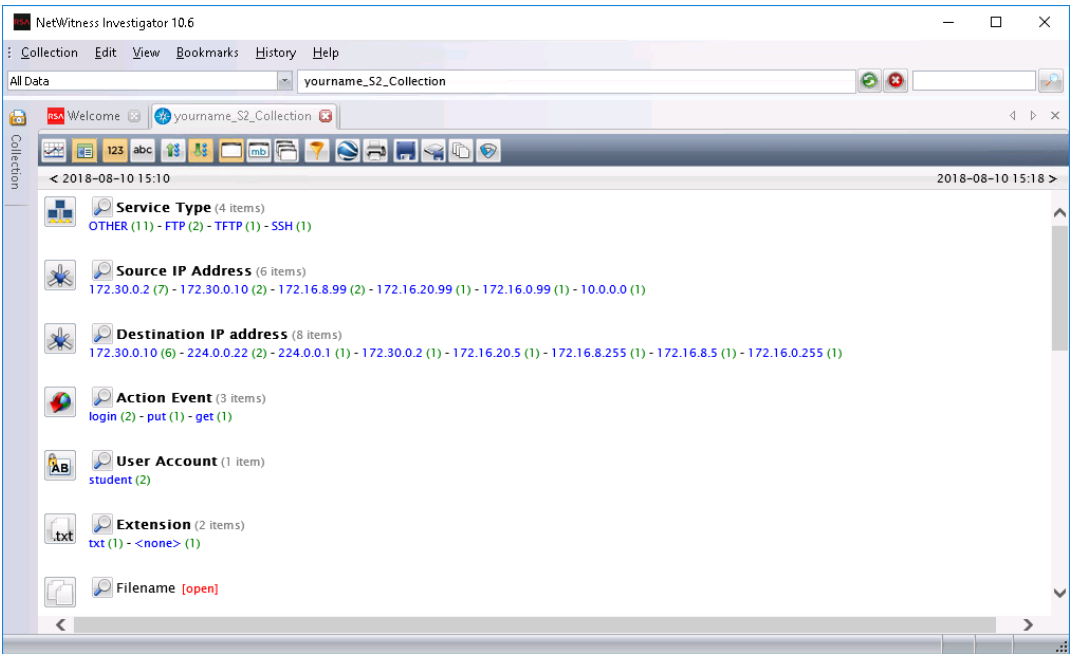 RSA NetWitness Investigator 10.6
Collection Edit View Bookmarks History Help
All Data yourname_S2_Collection
RSA Welcome yourname_S2_Collection
Collection
123 abc mb
< 2018-08-10 15:10 2018-08-10 15:18 >
Service Type (4 items)
OTHER (11) - FTP (2) - TFTP (1) - SSH (1)
Source IP Address (6 items)
172.30.0.2 (7) - 172.30.0.10 (2) - 172.16.8.99 (2) - 172.16.20.99 (1) - 172.16.0.99 (1) - 10.0.0.0 (1)
Destination IP address (8 items)
172.30.0.10 (6) - 224.0.0.22 (2) - 224.0.0.1 (1) - 172.30.0.2 (1) - 172.16.20.5 (1) - 172.16.8.255 (1) - 172.16.8.5 (1) - 172.16.0.255 (1)
Action Event (3 items)
login (2) - put (1) - get (1)
AB User Account (1 item)
student (2)
.txt Extension (2 items)
txt (1) - <none> (1)
Filename [open]